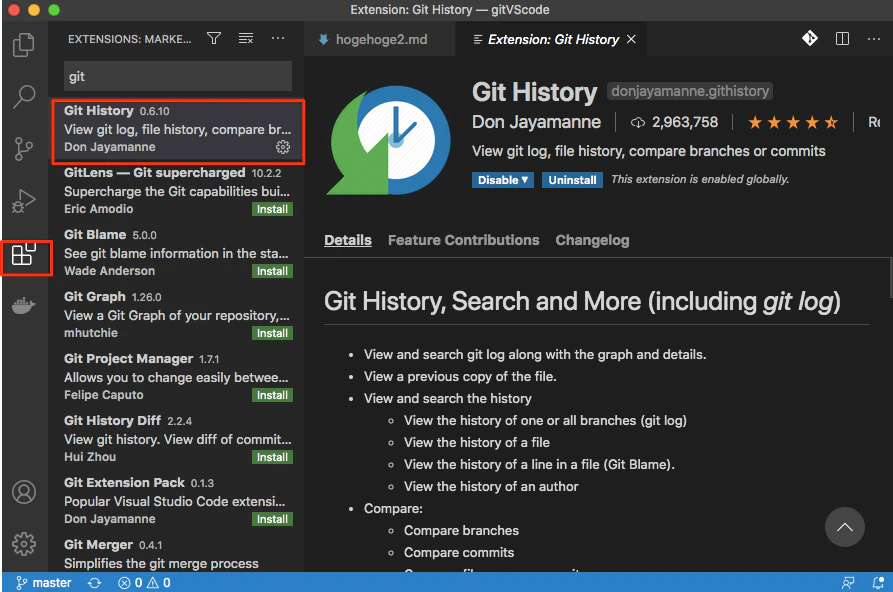 Extension: Git History — gitVScode
EXTENSIONS: MARKE...
git
Git History 0.6.10
View git log, file history, compare br...
Don Jayamanne
GitLens — Git supercharged 10.2.2
Supercharge the Git capabilities bui...
Eric Amodio Install
Git Blame 5.0.0
See git blame information in the sta...
Wade Anderson Install
Git Graph 1.26.0
View a Git Graph of your repository,...
mhutchie Install
Git Project Manager 1.7.1
Allows you to change easily betwee...
Felipe Caputo Install
Git History Diff 2.2.4
View git history. View diff of commit...
Hui Zhou Install
Git Extension Pack 0.1.3
Popular Visual Studio Code extensi...
Don Jayamanne Install
Git Merger 0.4.1
Simplifies the git merge process
hogehoge2.md Extension: Git History
Git History donjayamanne.githistory
Don Jayamanne 2,963,758
View git log, file history, compare branches or commits
Disable Uninstall This extension is enabled globally.
Details Feature Contributions Changelog
Git History, Search and More (including git log)
• View and search git log along with the graph and details.
• View a previous copy of the file.
• View and search the history
◦ View the history of one or all branches (git log)
◦ View the history of a file
◦ View the history of a line in a file (Git Blame).
◦ View the history of an author
• Compare:
◦ Compare branches
◦ Compare commits
master 0 0